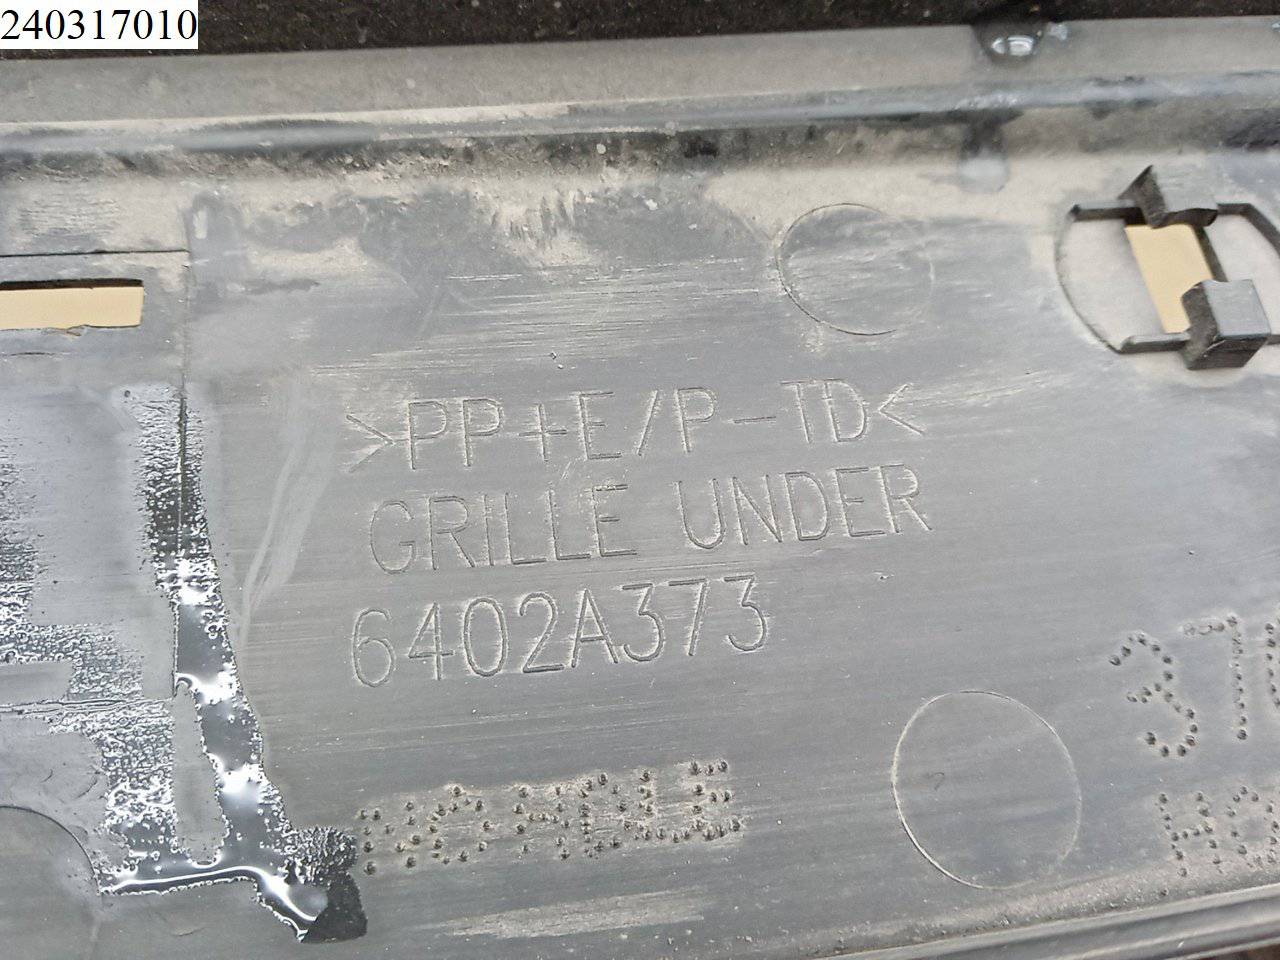 240317010
>PP+E/P-TD<
GRILLE UNDER
6402A373